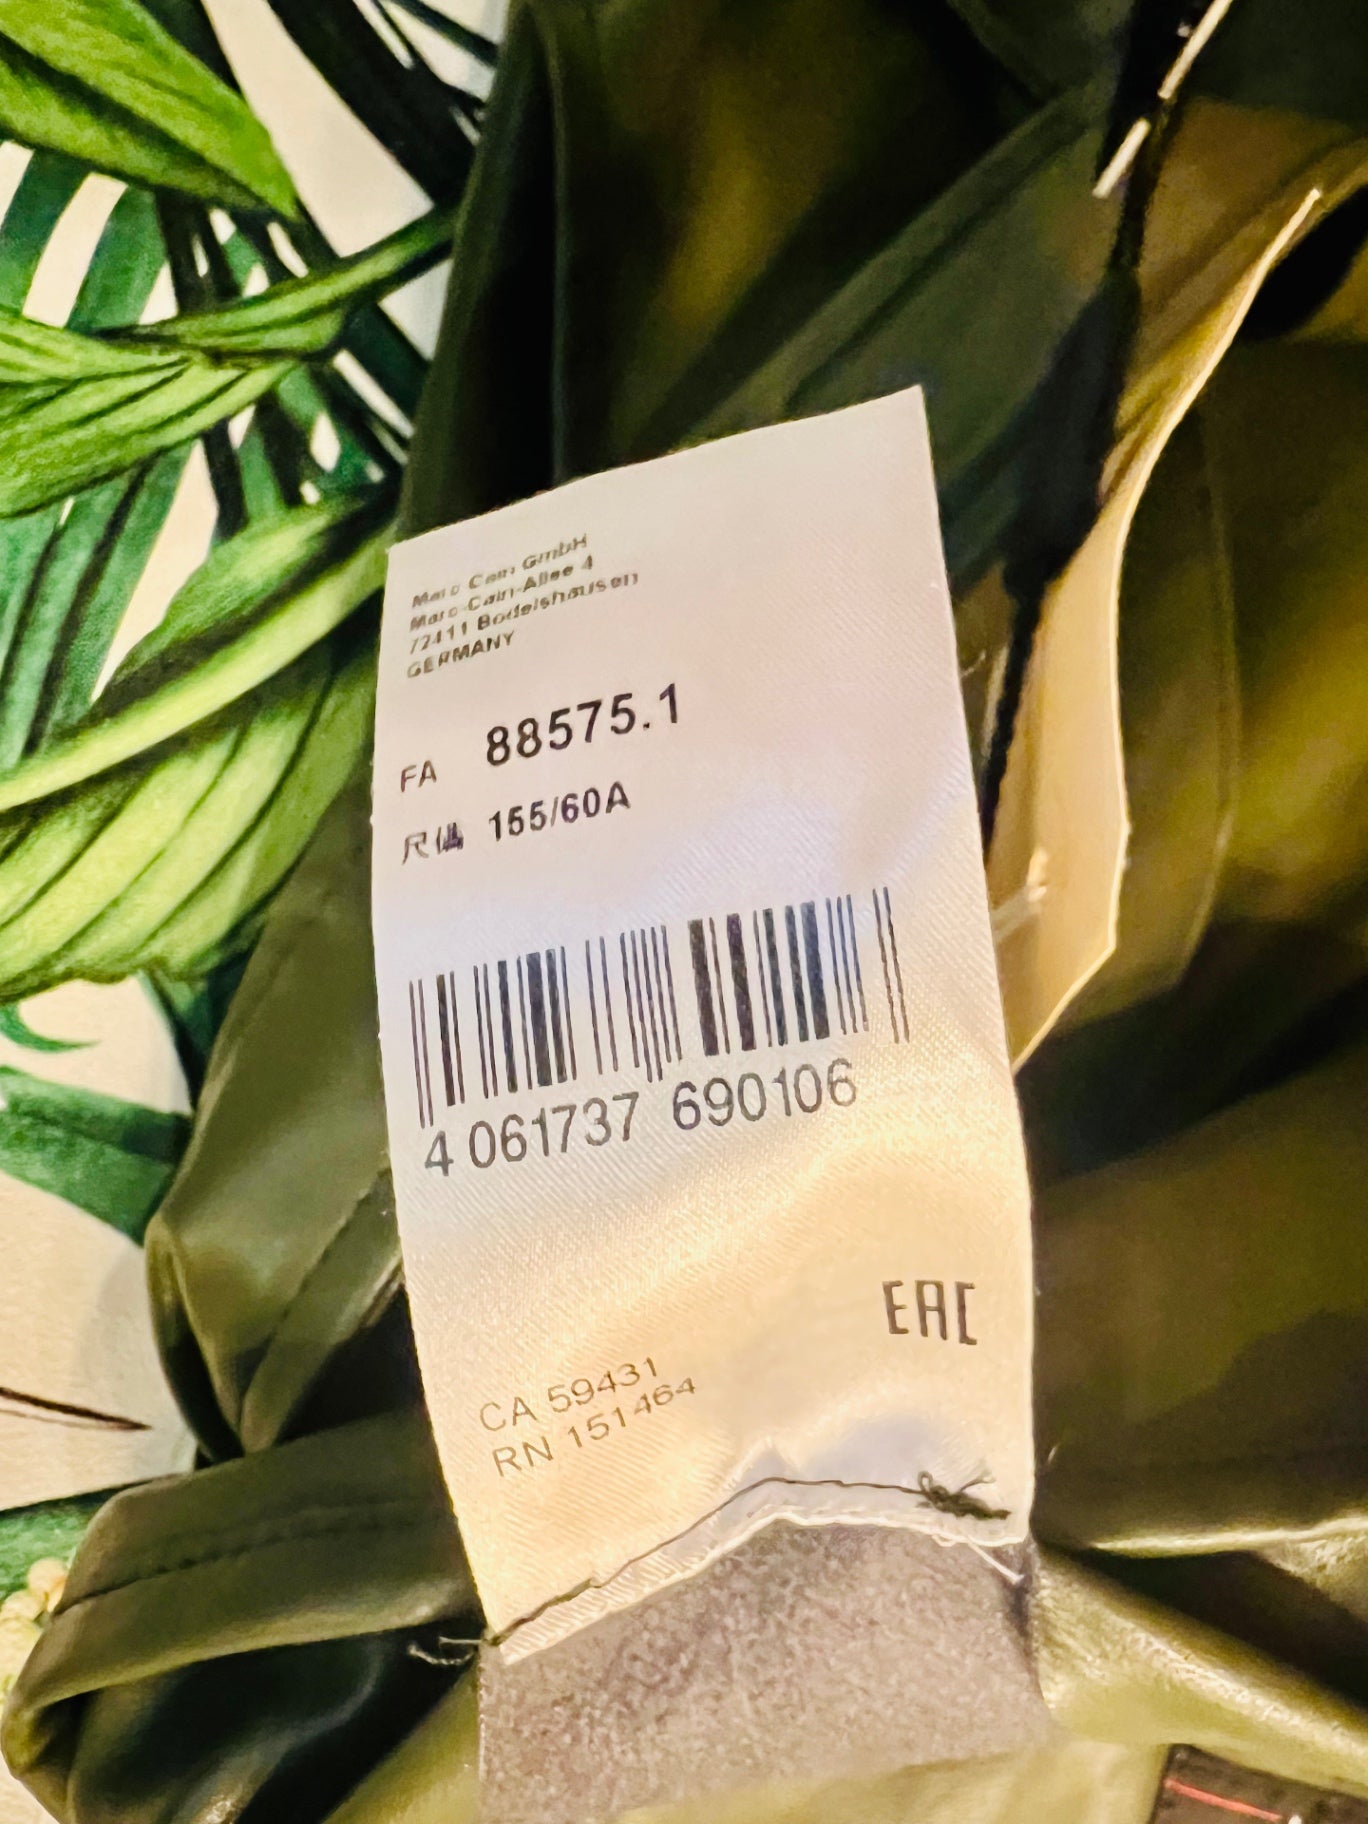 Marc Cain GmbH
Marc-Cain-Allee 4
72411 Bodelshausen
GERMANY
FA 88575.1
尺碼 155/60A
4 061737 690106
EAC
CA 59431
RN 151464